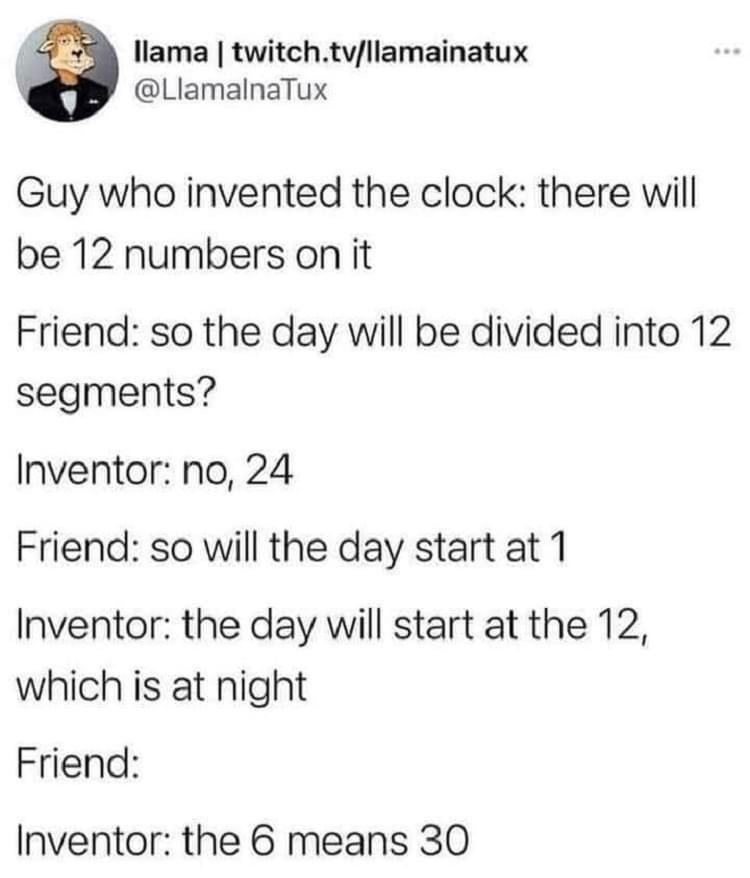 llama | twitch.tv/llamainatux
@LlamaInaTux
Guy who invented the clock: there will
be 12 numbers on it
Friend: so the day will be divided into 12
segments?
Inventor: no, 24
Friend: so will the day start at 1
Inventor: the day will start at the 12,
which is at night
Friend:
Inventor: the 6 means 30